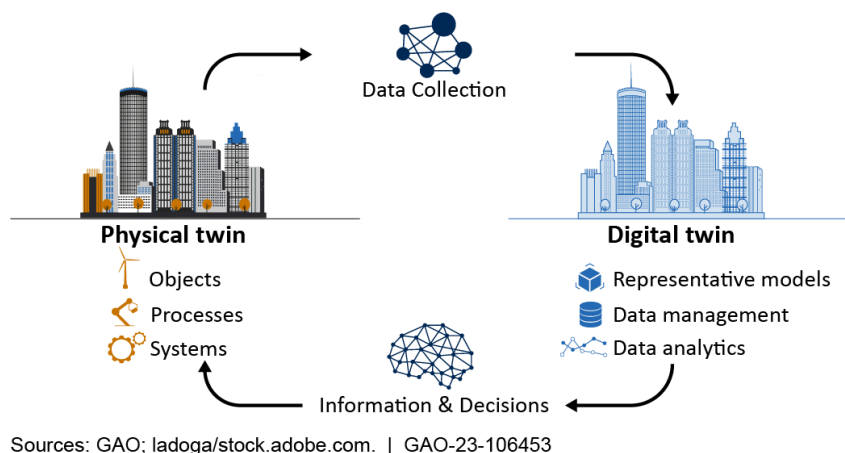 Data Collection
Physical twin
Digital twin
Objects
Processes
Systems
Representative models
Data management
Data analytics
Information & Decisions
Sources: GAO; ladoga/stock.adobe.com. | GAO-23-106453